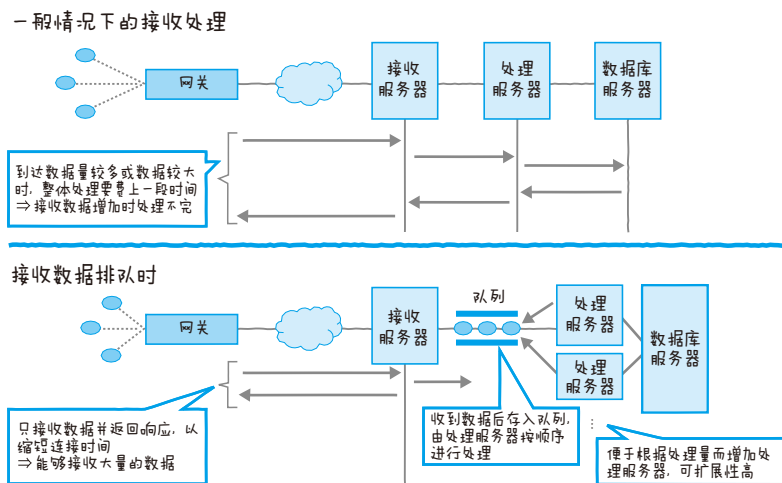 一般情况下的接收处理
网关
接收
服务器
处理
服务器
数据库
服务器
到达数据量较多或数据较大
时，整体处理要费上一段时间
⇒接收数据增加时处理不完
接收数据排队时
网关
接收
服务器
队列
处理
服务器
处理
服务器
数据库
服务器
只接收数据并返回响应，以
缩短连接时间
⇒能够接收大量的数据
收到数据后存入队列，
由处理服务器按顺序
进行处理
便于根据处理量而增加处
理服务器，可扩展性高